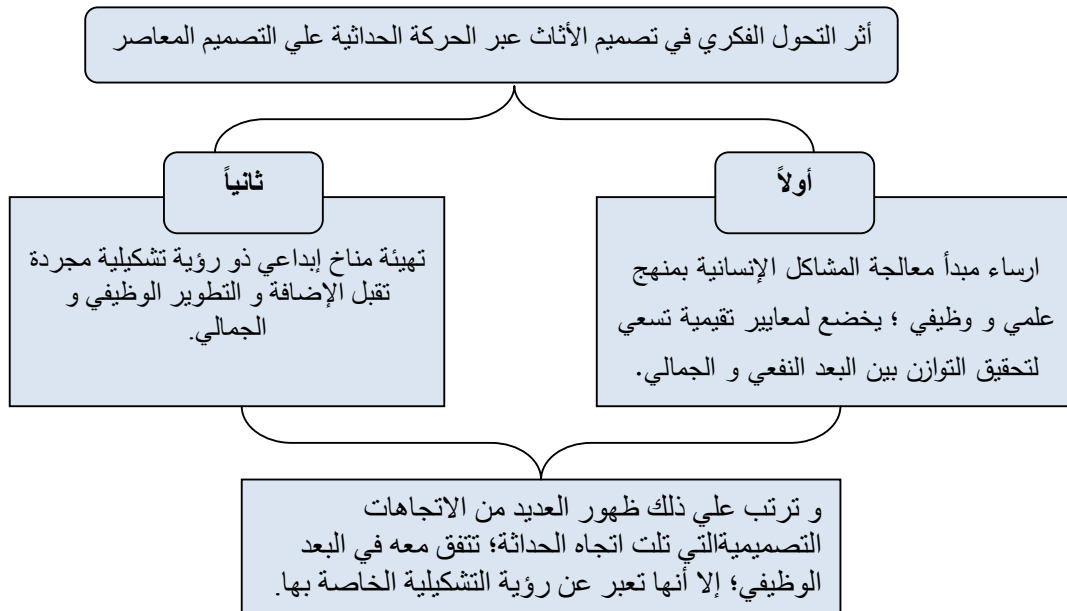 أثر التحول الفكري في تصميم الأثاث عبر الحركة الحداثية علي التصميم المعاصر
أولاً
ارساء مبدأ معالجة المشاكل الإنسانية بمنهج
علمي و وظيفي ؛ يخضع لمعايير تقيمية تسعي
لتحقيق التوازن بين البعد النفعي و الجمالي.
ثانياً
تهيئة مناخ إبداعي ذو رؤية تشكيلية مجردة
تقبل الإضافة و التطوير الوظيفي و
الجمالي.
و ترتب علي ذلك ظهور العديد من الاتجاهات
التصميميةالتي تلت اتجاه الحداثة؛ تتفق معه في البعد
الوظيفي؛ إلا أنها تعبر عن رؤية التشكيلية الخاصة بها.